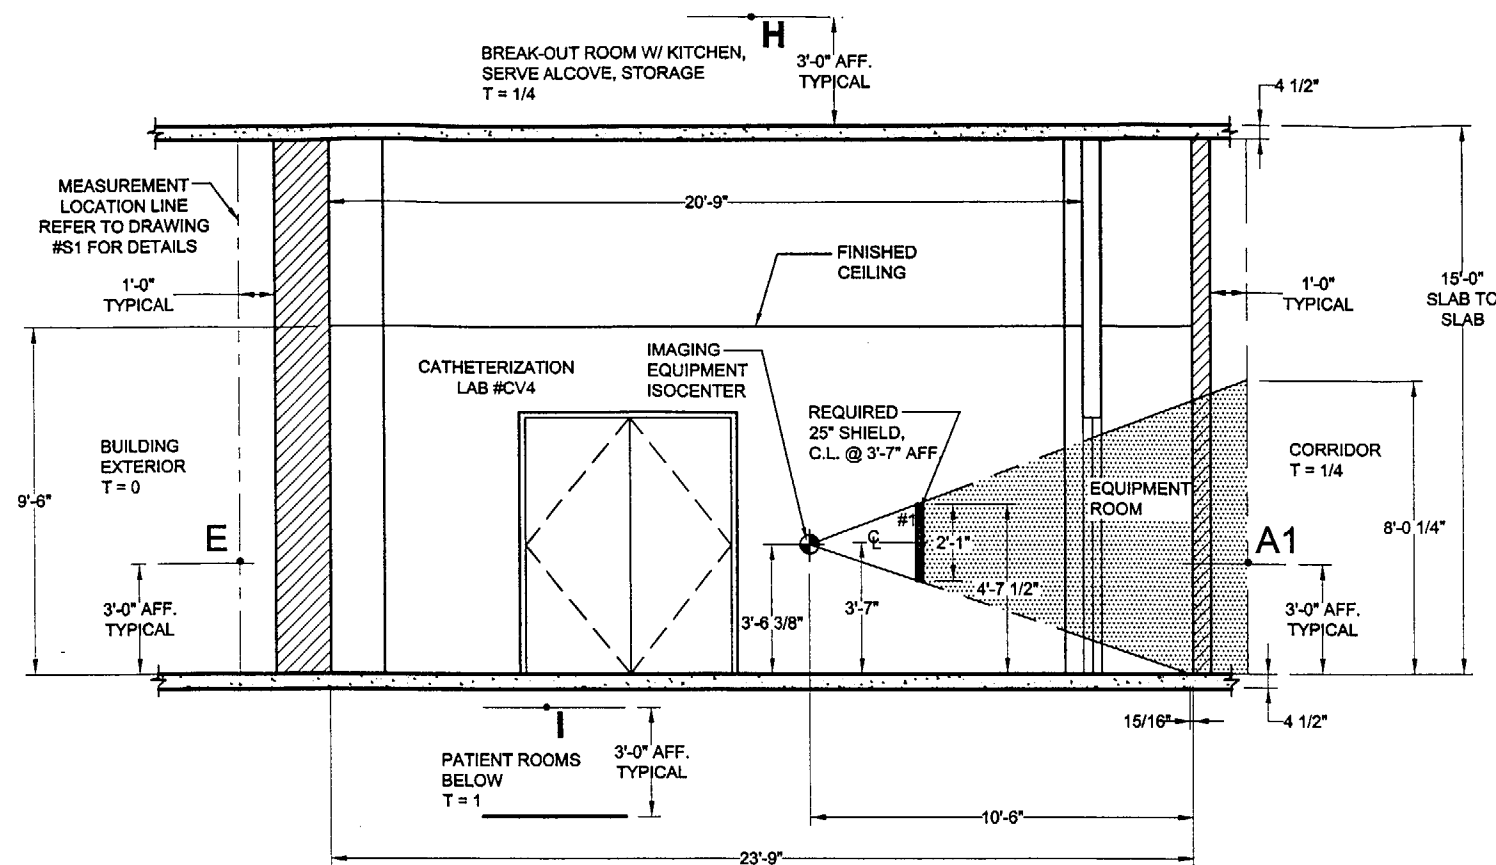 H
BREAK-OUT ROOM W/ KITCHEN,
SERVE ALCOVE, STORAGE
T = 1/4
3'-0" AFF.
TYPICAL
4 1/2"
MEASUREMENT
LOCATION LINE
REFER TO DRAWING
#S1 FOR DETAILS
20'-9"
FINISHED
CEILING
1'-0"
TYPICAL
1'-0"
TYPICAL
15'-0"
SLAB TO
SLAB
IMAGING
EQUIPMENT
ISOCENTER
CATHETERIZATION
LAB #CV4
REQUIRED
25" SHIELD,
C.L. @ 3'-7" AFF.
BUILDING
EXTERIOR
T = 0
CORRIDOR
T = 1/4
9'-6"
EQUIPMENT
ROOM
#1
8'-0 1/4"
E
CL
2'-1"
A1
4'-7 1/2"
3'-0" AFF.
TYPICAL
3'-6 3/8"
3'-7"
3'-0" AFF.
TYPICAL
I
15/16"
4 1/2"
PATIENT ROOMS
BELOW
T = 1
3'-0" AFF.
TYPICAL
10'-6"
23'-9"